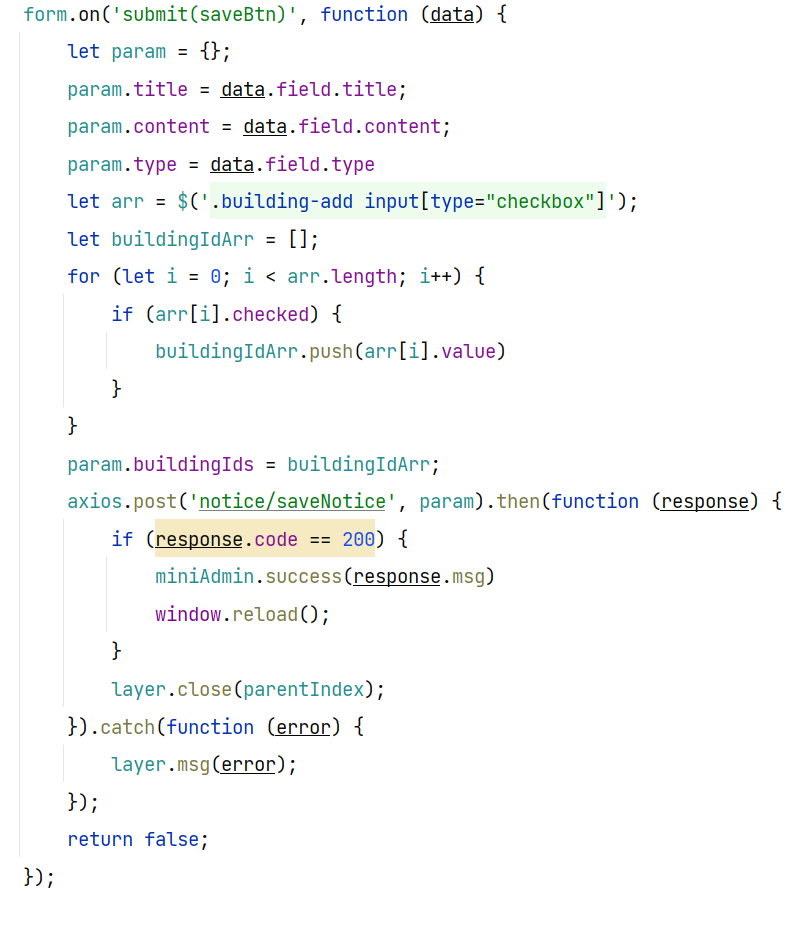 form.on('submit(saveBtn)', function (data) {
    let param = {};
    param.title = data.field.title;
    param.content = data.field.content;
    param.type = data.field.type
    let arr = $('.building-add input[type="checkbox"]');
    let buildingIdArr = [];
    for (let i = 0; i < arr.length; i++) {
        if (arr[i].checked) {
            buildingIdArr.push(arr[i].value)
        }
    }
    param.buildingIds = buildingIdArr;
    axios.post('notice/saveNotice', param).then(function (response) {
        if (response.code == 200) {
            miniAdmin.success(response.msg)
            window.reload();
        }
        layer.close(parentIndex);
    }).catch(function (error) {
        layer.msg(error);
    });
    return false;
});